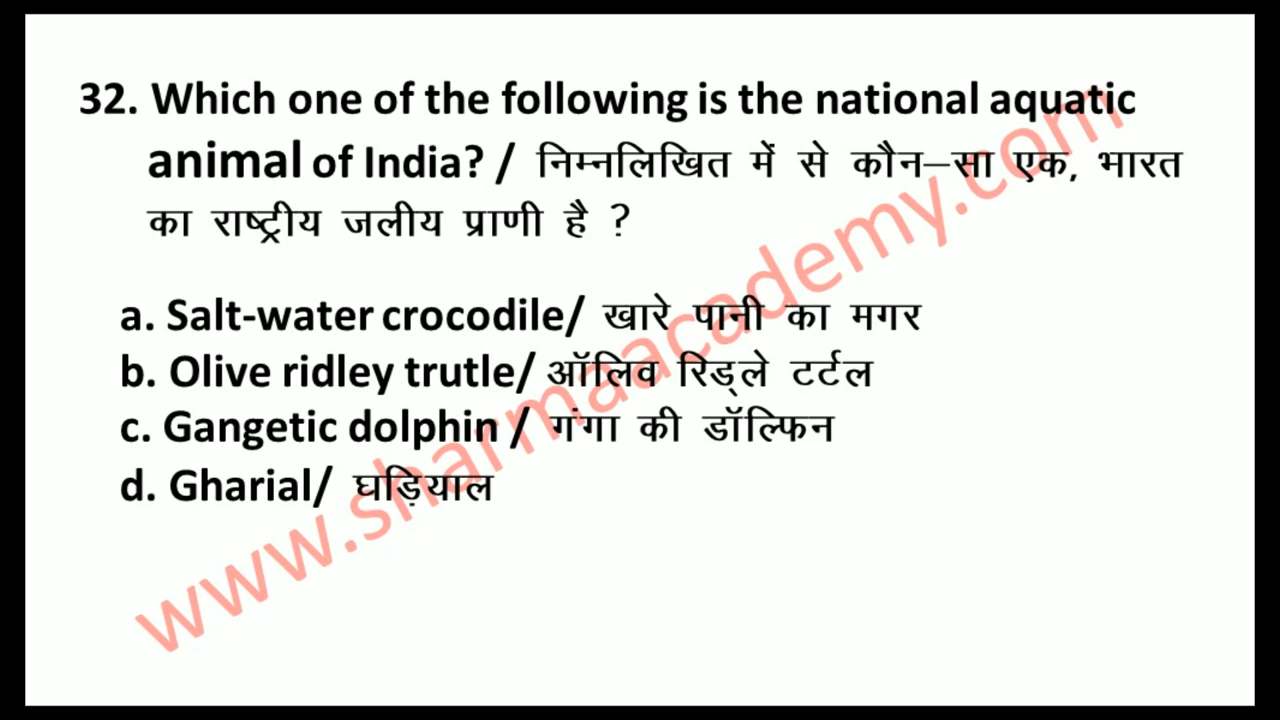 32. Which one of the following is the national aquatic
animal of India? / निम्नलिखित में से कौन–सा एक, भारत
का राष्ट्रीय जलीय प्राणी है ?
a. Salt-water crocodile/ खारे पानी का मगर
b. Olive ridley trutle/ ऑलिव रिड्ले टर्टल
c. Gangetic dolphin / गंगा की डॉल्फिन
d. Gharial/ घड़ियाल
www.sharmaacademy.com